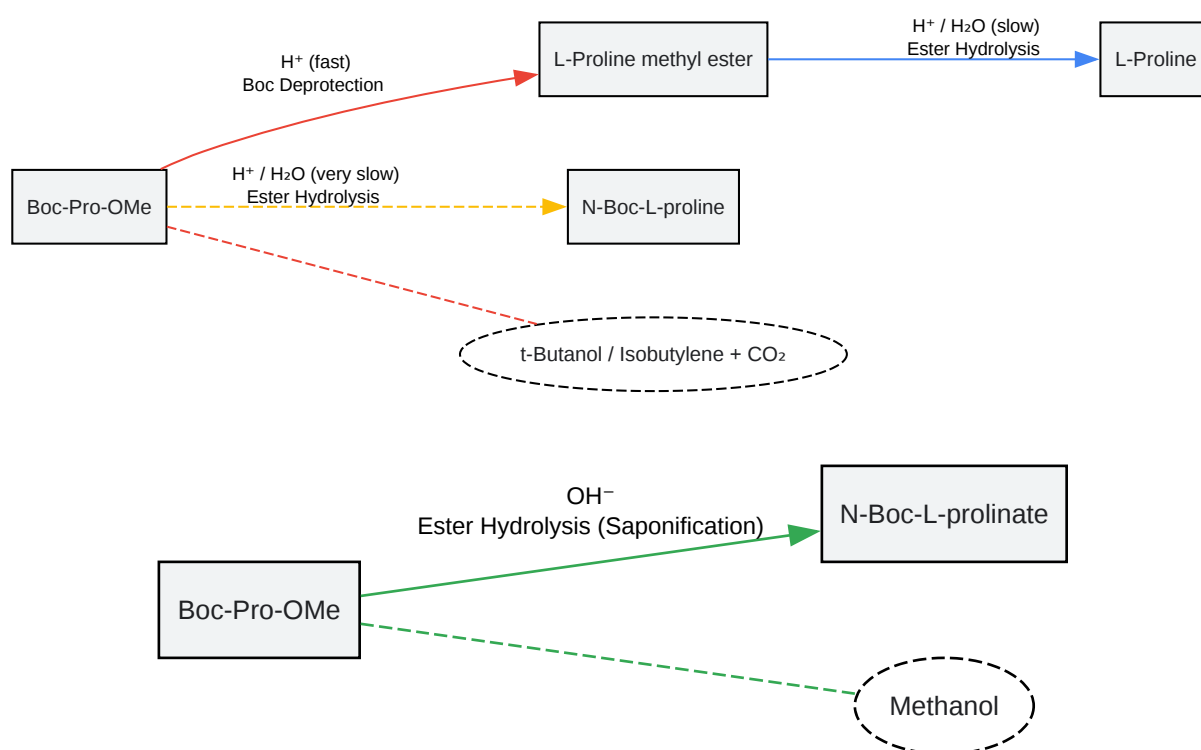 H⁺ / H₂O (slow)
Ester Hydrolysis
L-Proline methyl ester
L-Proline
H⁺ (fast)
Boc Deprotection
H⁺ / H₂O (very slow)
Ester Hydrolysis
Boc-Pro-OMe
N-Boc-L-proline
t-Butanol / Isobutylene + CO₂
OH⁻
Ester Hydrolysis (Saponification)
N-Boc-L-prolinate
Boc-Pro-OMe
Methanol